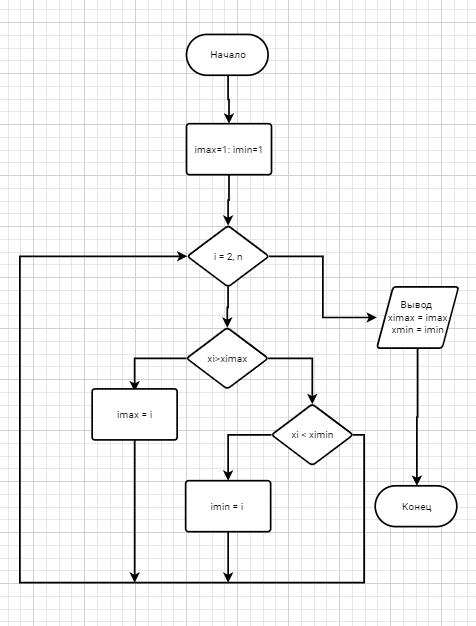 Начало
imax=1: imin=1
i = 2, n
Вывод
ximax = imax
xmin = imin
xi>ximax
imax = i
xi < ximin
imin = i
Конец